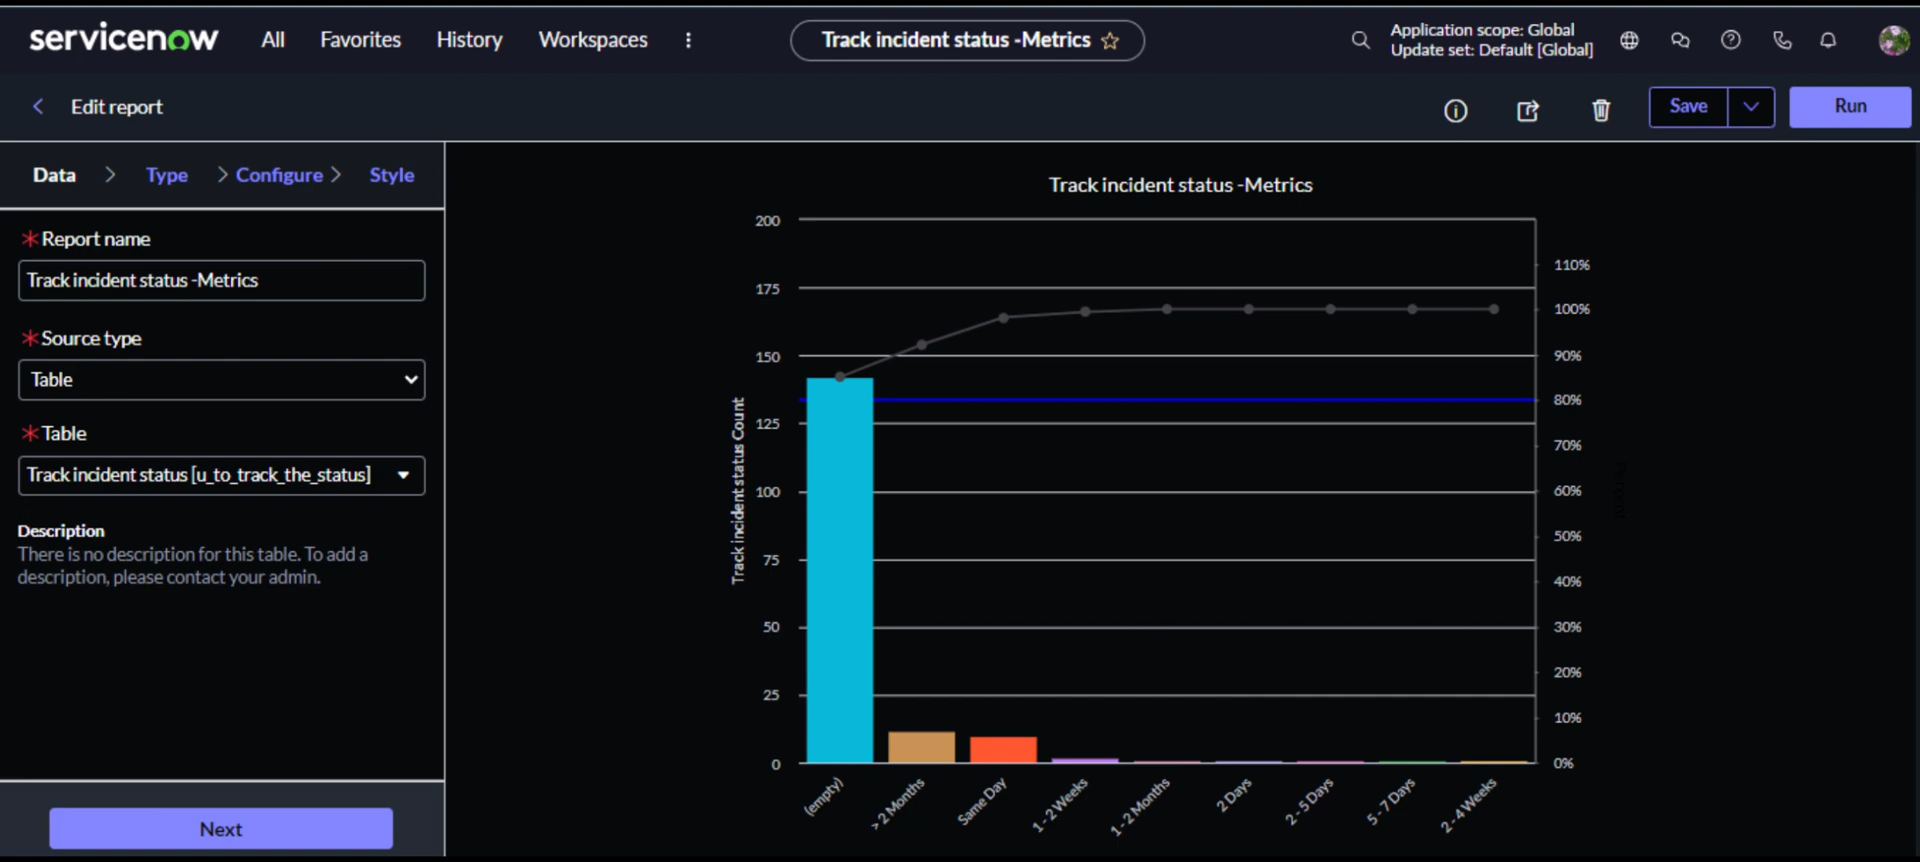 servicenow All Favorites History Workspaces Track incident status -Metrics Application scope: Global
Update set: Default [Global]
Edit report Save Run
Data Type Configure Style
Report name
Track incident status -Metrics
Source type
Table
Table
Track incident status [u_to_track_the_status]
Description
There is no description for this table. To add a
description, please contact your admin.
Next
Track incident status -Metrics
Track incident status Count
200
175
150
125
100
75
50
25
0
110%
100%
90%
80%
70%
60%
50%
40%
30%
20%
10%
0%
(empty)
> 2 Months
Same Day
1 - 2 Weeks
1 - 2 Months
2 Days
2 - 5 Days
5 - 7 Days
2 - 4 Weeks